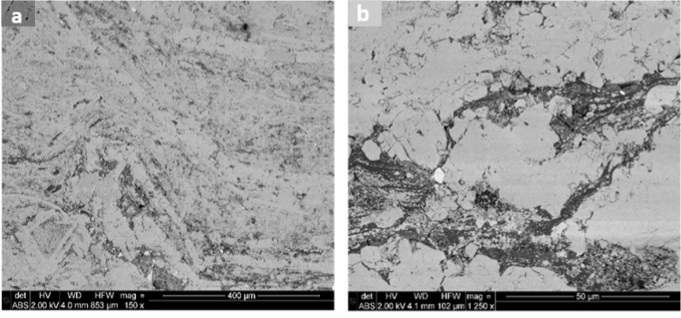 a
b
det HV WD HFW mag ≡ 400 µm
ABS 2.00 kV 4.0 mm 853 µm 150 x
det HV WD HFW mag ≡ 50 µm
ABS 2.00 kV 4.1 mm 102 µm 1 250 x